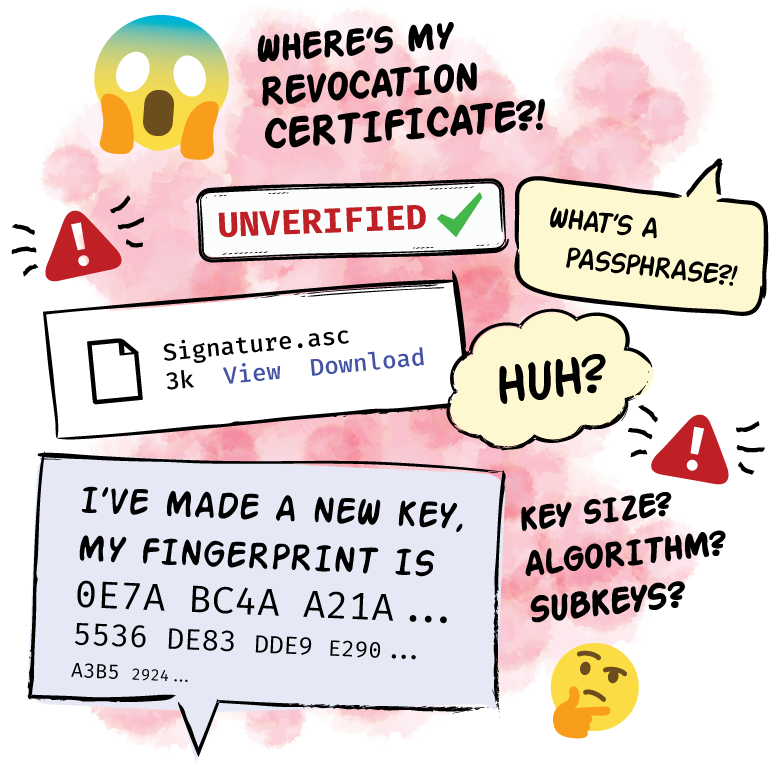 WHERE'S MY
REVOCATION
CERTIFICATE?!
UNVERIFIED
WHAT'S A
PASSPHRASE?!
Signature.asc
3k View Download
HUH?
I'VE MADE A NEW KEY,
MY FINGERPRINT IS
0E7A BC4A A21A...
5536 DE83 DDE9 E290...
A3B5 2924...
KEY SIZE?
ALGORITHM?
SUBKEYS?